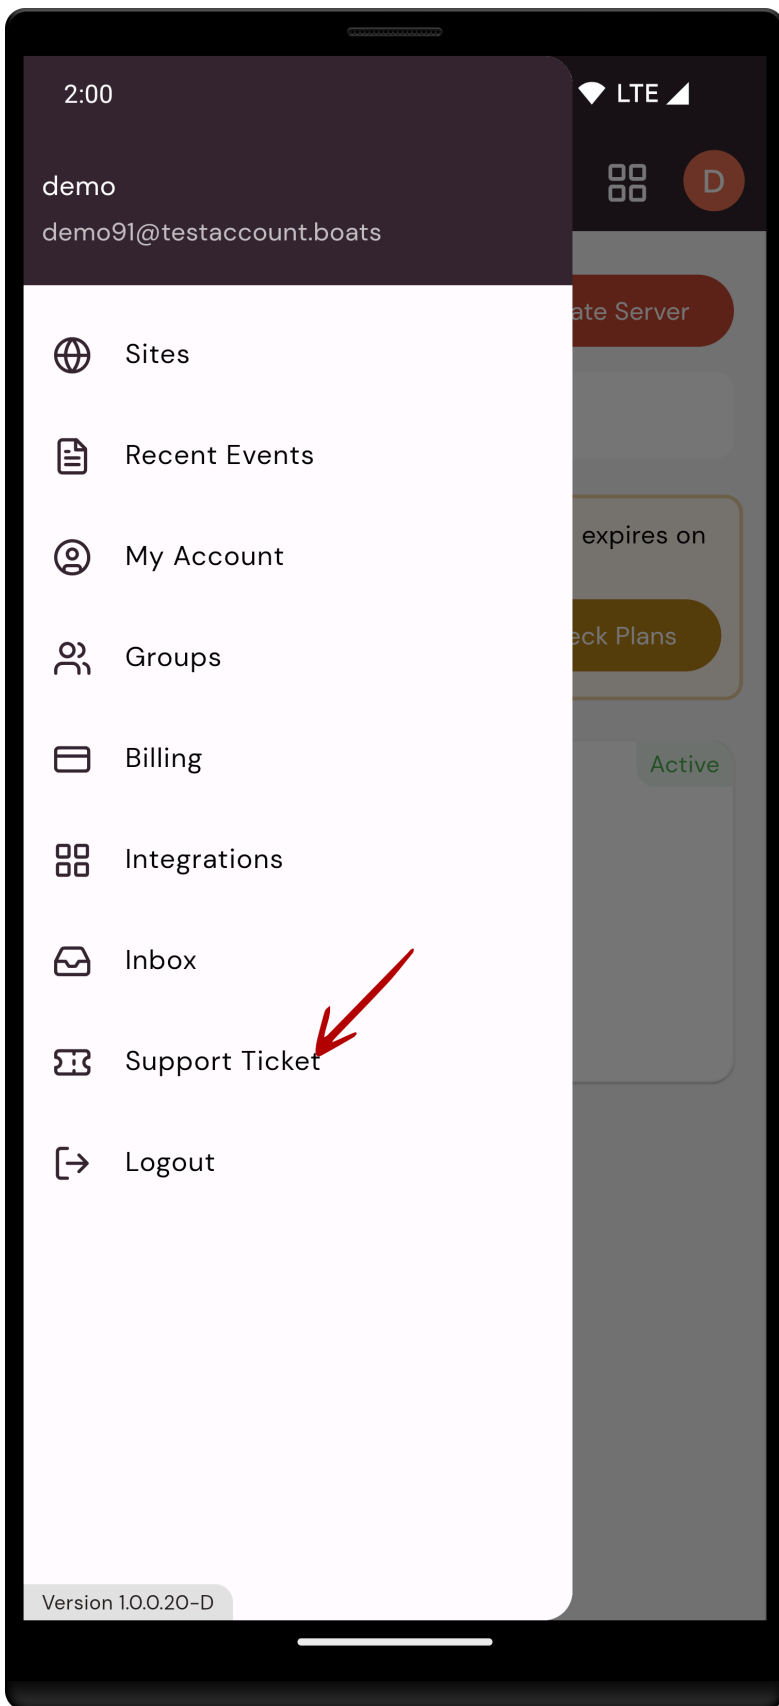 2:00
LTE
demo
demo91@testaccount.boats
D
ate Server
Sites
Recent Events
expires on
My Account
eck Plans
Groups
Billing
Active
Integrations
Inbox
Support Ticket
Logout
Version 1.0.0.20-D